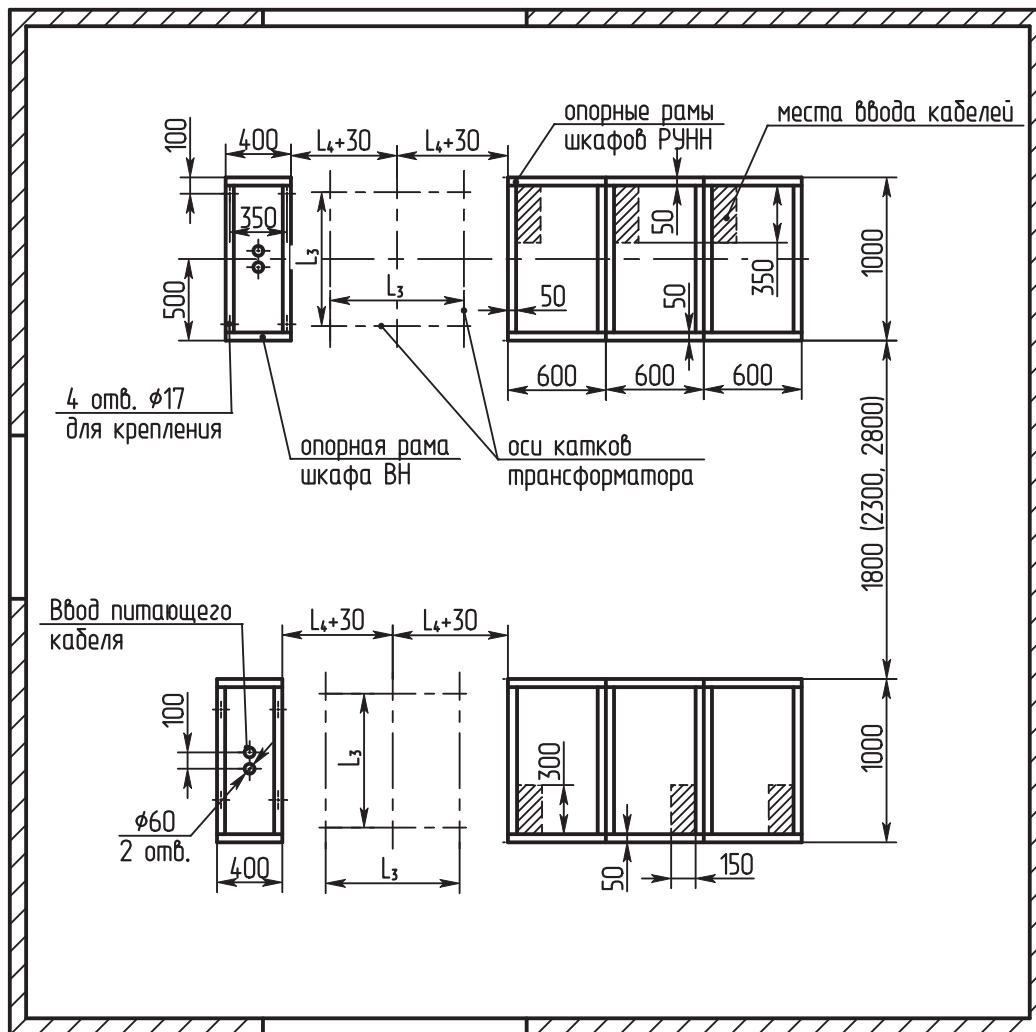 опорные рамы
шкафов РУНН
места ввода кабелей
100
400
L₄+30
L₄+30
350
L₃
L₃
500
50
50
50
350
1000
600
600
600
4 отв. ϕ17
для крепления
опорная рама
шкафа ВН
оси катков
трансформатора
1800 (2300, 2800)
Ввод питающего
кабеля
L₄+30
L₄+30
100
L₃
300
1000
ϕ60
2 отв.
400
L₃
50
150